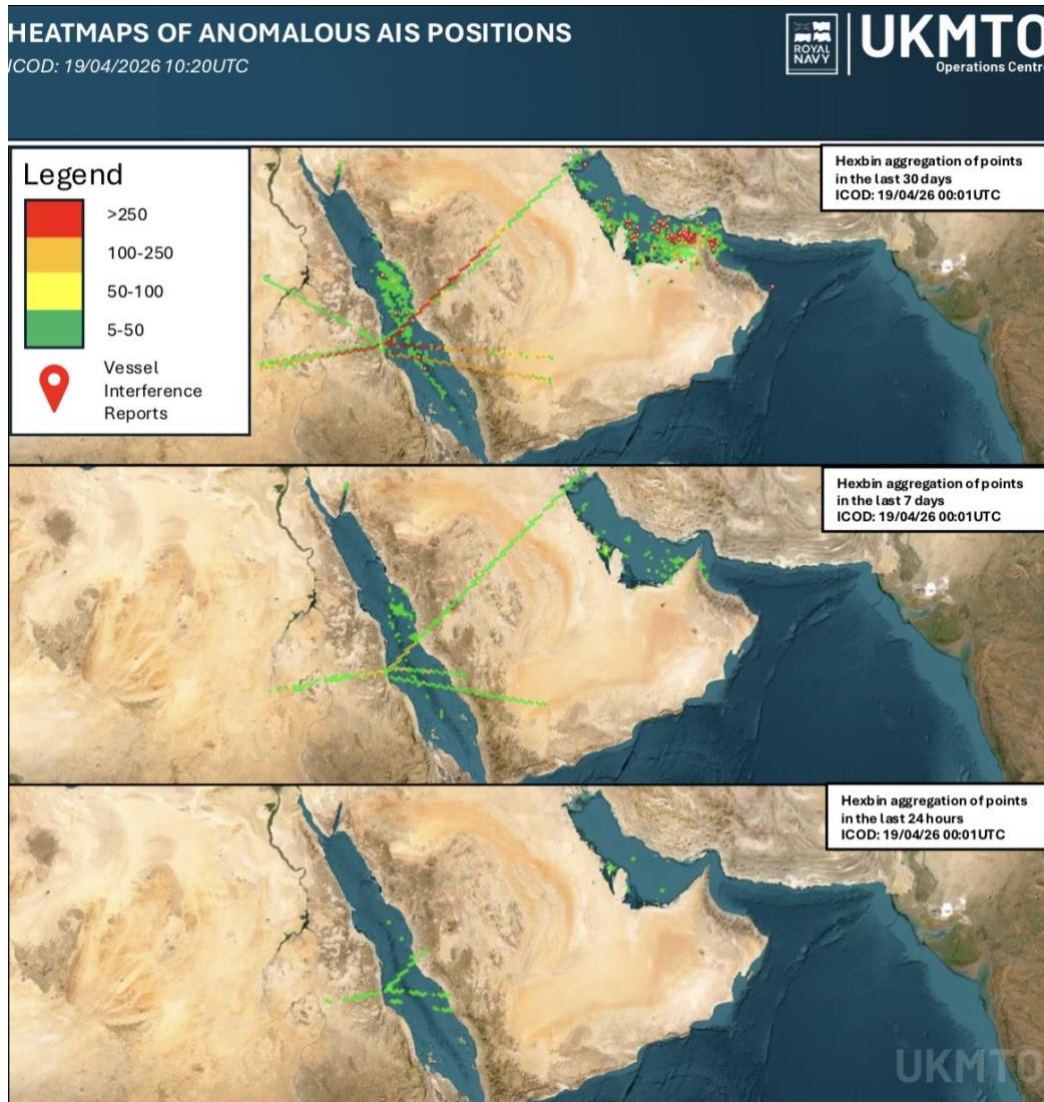 HEATMAPS OF ANOMALOUS AIS POSITIONS
ICOD: 19/04/2026 10:20UTC
ROYAL
NAVY
UKMTO
Operations Centr
Legend
>250
100-250
50-100
5-50
Vessel
Interference
Reports
Hexbin aggregation of points
in the last 30 days
ICOD: 19/04/26 00:01UTC
Hexbin aggregation of points
in the last 7 days
ICOD: 19/04/26 00:01UTC
Hexbin aggregation of points
in the last 24 hours
ICOD: 19/04/26 00:01UTC
UKMTO